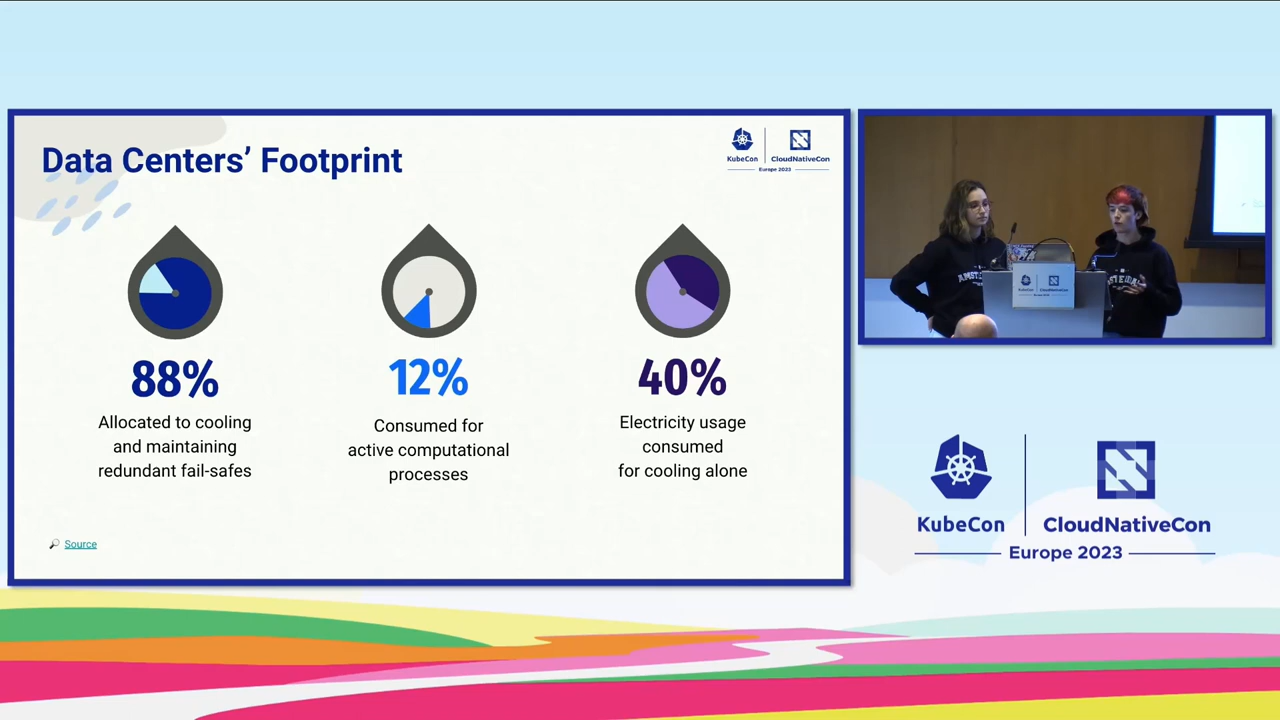 Data Centers’ Footprint
KubeCon
CloudNativeCon
Europe 2023
88%
Allocated to cooling
and maintaining
redundant fail-safes
12%
Consumed for
active computational
processes
40%
Electricity usage
consumed
for cooling alone
Source
KubeCon
CloudNativeCon
Europe 2023